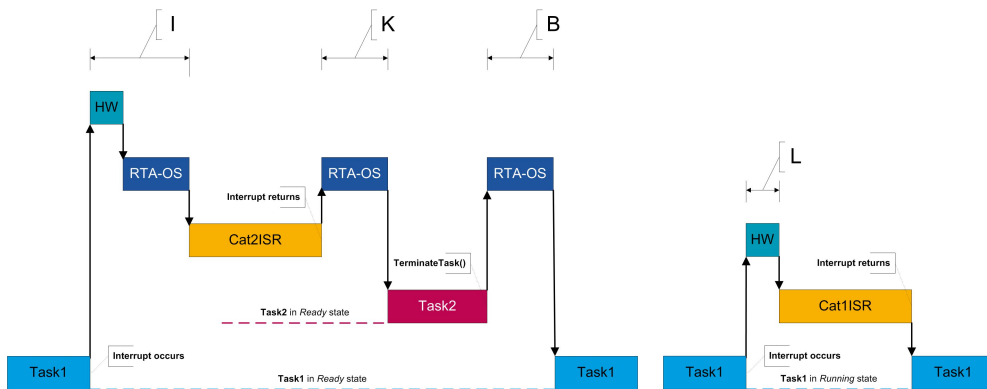 I
K
B
HW
RTA-OS
RTA-OS
RTA-OS
Interrupt returns
Cat2ISR
TerminateTask()
Task2
Task2 in Ready state
Interrupt occurs
Task1
Task1 in Ready state
Task1
L
HW
Interrupt returns
Cat1ISR
Interrupt occurs
Task1
Task1 in Running state
Task1